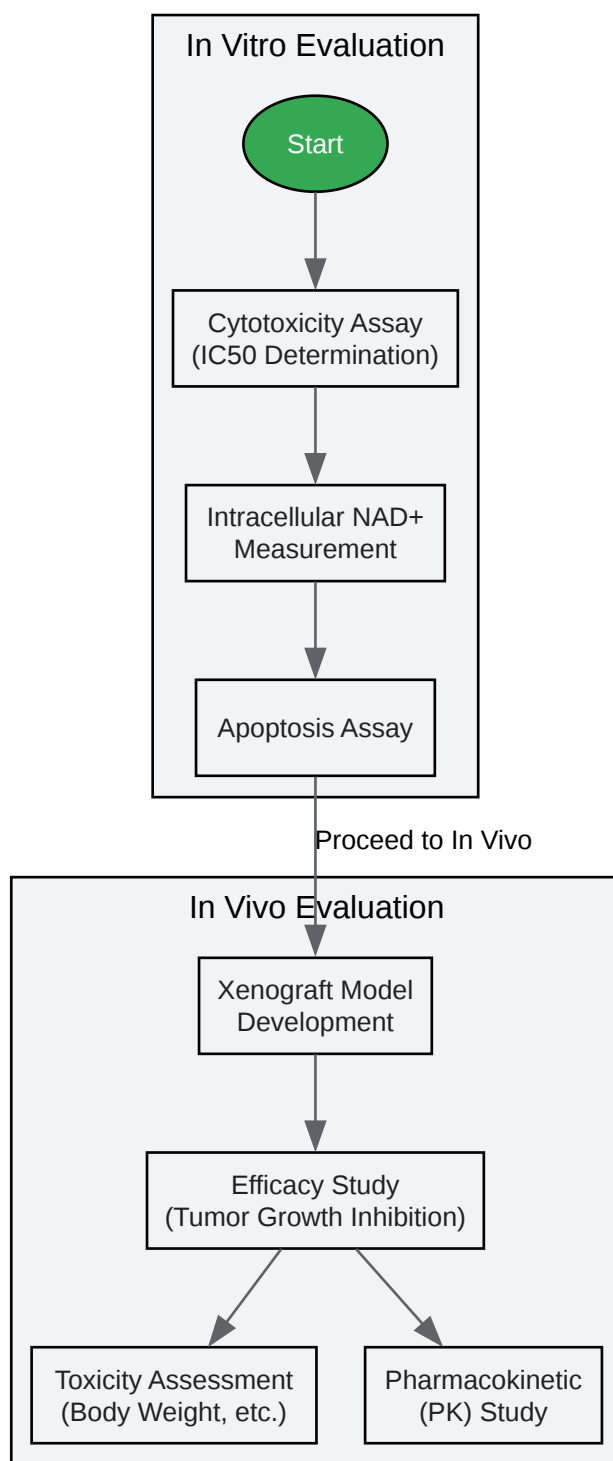 In Vitro Evaluation
Start
Cytotoxicity Assay
(IC50 Determination)
Intracellular NAD+
Measurement
Apoptosis Assay
Proceed to In Vivo
In Vivo Evaluation
Xenograft Model
Development
Efficacy Study
(Tumor Growth Inhibition)
Toxicity Assessment
(Body Weight, etc.)
Pharmacokinetic
(PK) Study